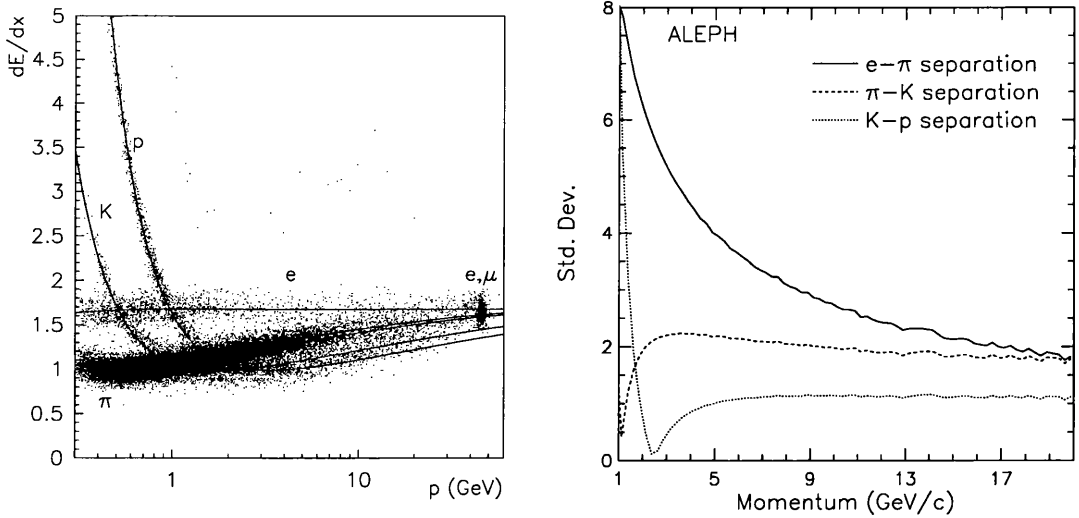 dE/dx
5
4.5
4
3.5
3
2.5
2
1.5
1
0.5
0
p
K
e
e,μ
π
1
10
p (GeV)
ALEPH
e−π separation
π−K separation
K−p separation
Std. Dev.
8
6
4
2
0
1
5
9
13
17
Momentum (GeV/c)